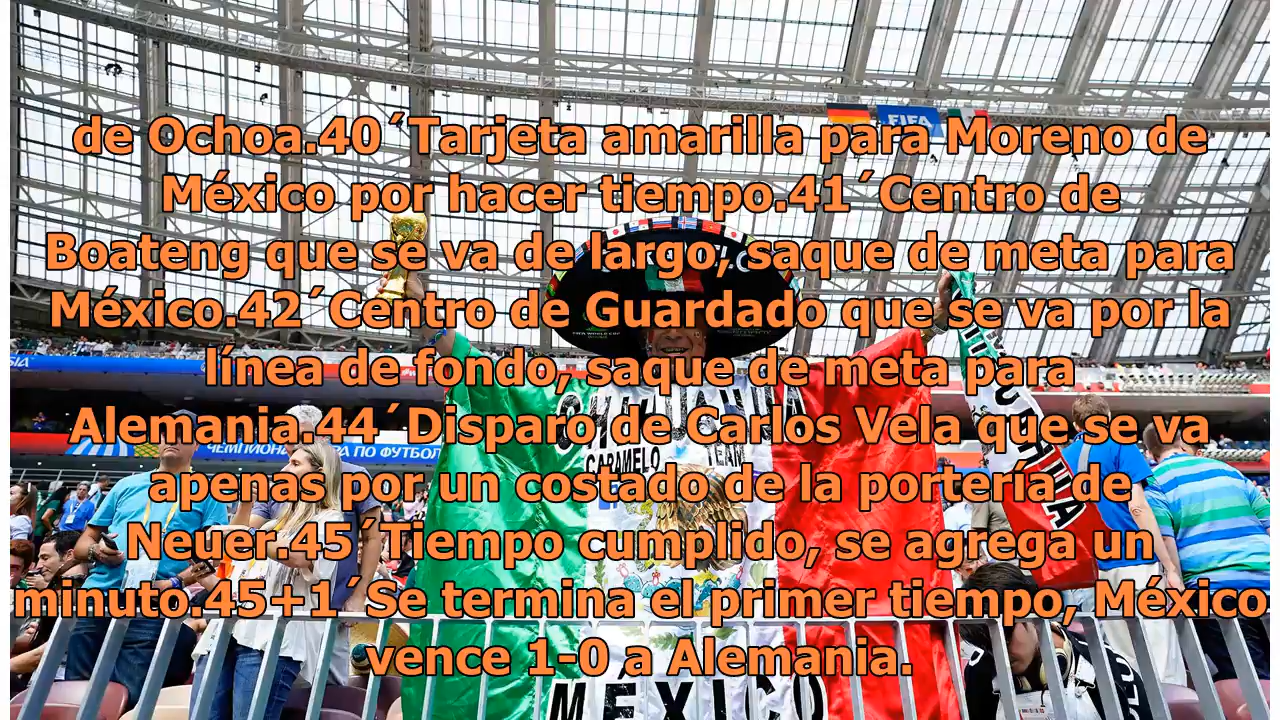 FIFA
de Ochoa.40´Tarjeta amarilla para Moreno de
México por hacer tiempo.41´Centro de
Boateng que se va de largo, saque de meta para
México.42´Centro de Guardado que se va por la
línea de fondo, saque de meta para
Alemania.44´Disparo de Carlos Vela que se va
apenas por un costado de la portería de
Neuer.45´Tiempo cumplido, se agrega un
minuto.45+1´Se termina el primer tiempo, México
vence 1-0 a Alemania.
CARAMELO TEAM
MÉXICO